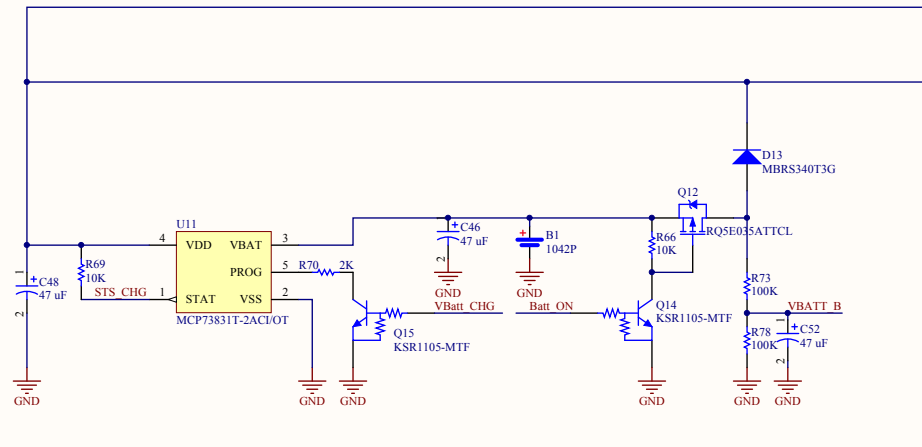 D13
MBRS340T3G
Q12
RQ5E035ATTCL
U11
4
VDD
VBAT
3
C46
47 uF
2
B1
1042P
R66
10K
R69
10K
PROG
5
R70
2K
1
C48
47 uF
2
STS_CHG
1
STAT
VSS
2
GND
VBatt_CHG
Batt_ON
Q14
KSR1105-MTF
R73
100K
VBATT_B
MCP73831T-2ACI/OT
Q15
KSR1105-MTF
R78
100K
1
C52
47 uF
2
GND
GND
GND
GND
GND
GND